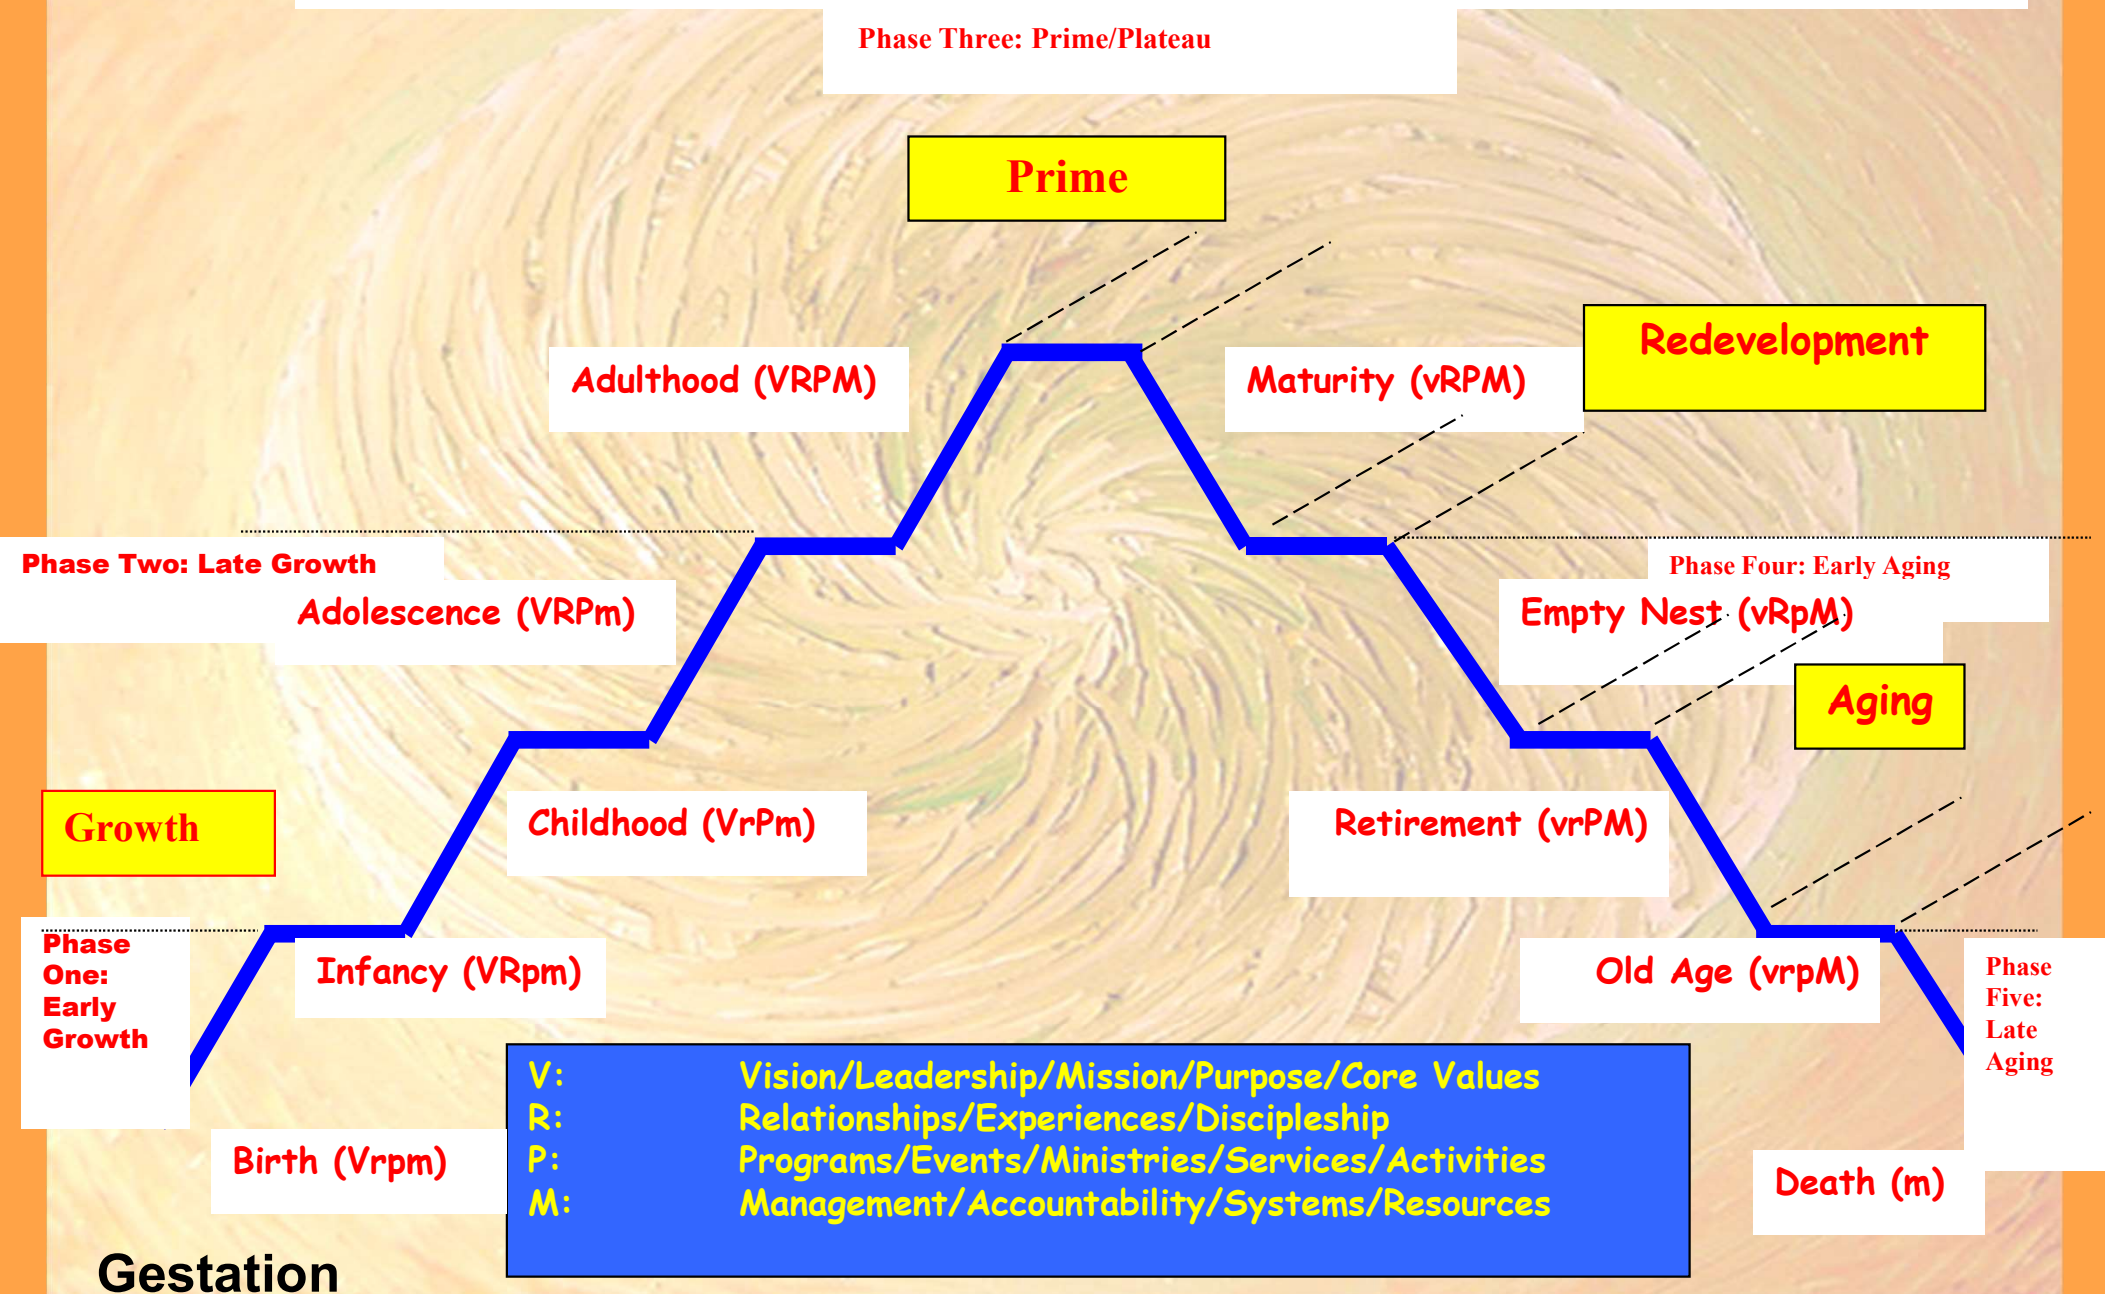 Phase Three: Prime/Plateau
Prime
Redevelopment
Adulthood (VRPM)
Maturity (vRPM)
Phase Two: Late Growth
Phase Four: Early Aging
Adolescence (VRPm)
Empty Nest (vRpM)
Aging
Growth
Childhood (VrPm)
Retirement (vrPM)
Phase
One:
Early
Growth
Infancy (VRpm)
Old Age (vrpM)
Phase
Five:
Late
Aging
V: Vision/Leadership/Mission/Purpose/Core Values
R: Relationships/Experiences/Discipleship
P: Programs/Events/Ministries/Services/Activities
M: Management/Accountability/Systems/Resources
Birth (Vrpm)
Death (m)
Gestation